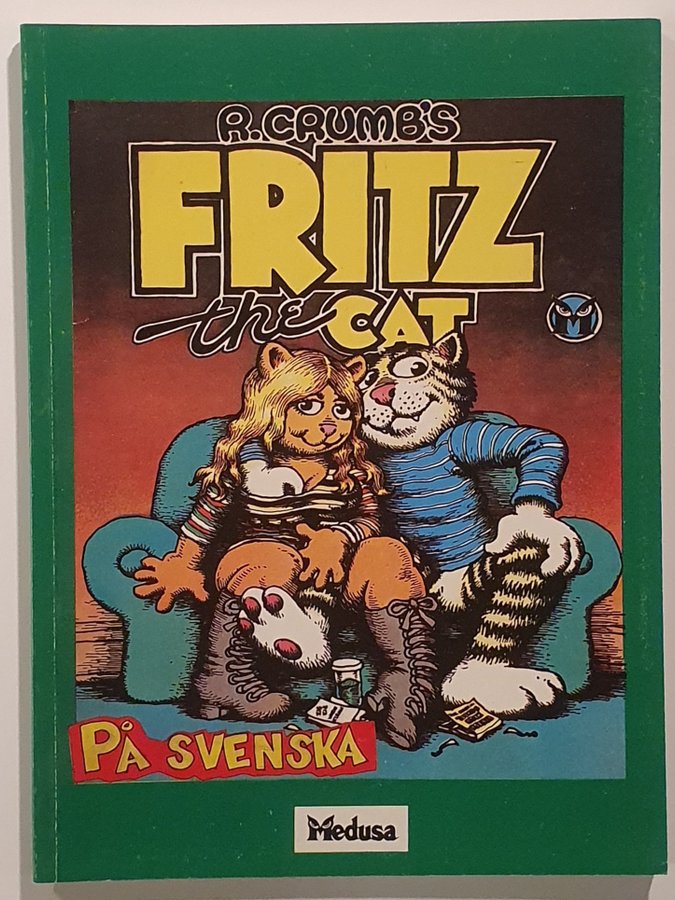 R. CRUMB'S
FRITZ
the CAT
PÅ SVENSKA
Medusa